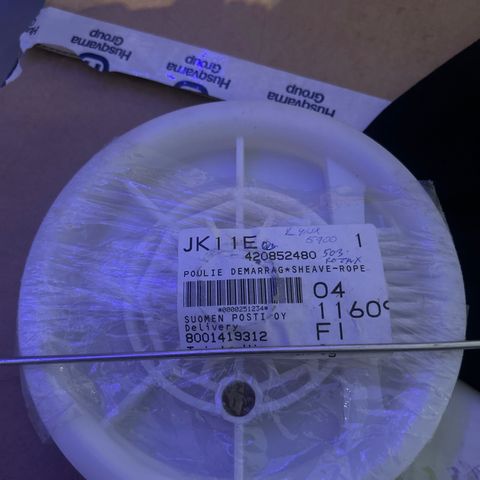 Husqvarna
Group
Husqvarna
Group
Husqvarna
Group
JK11E
1
5900
420852480
503
ROTAX
POULIE DEMARRAG*SHEAVE-ROPE
*0000251234*
04
SUOMEN POSTI OY
1160
Delivery
FI
8001419312